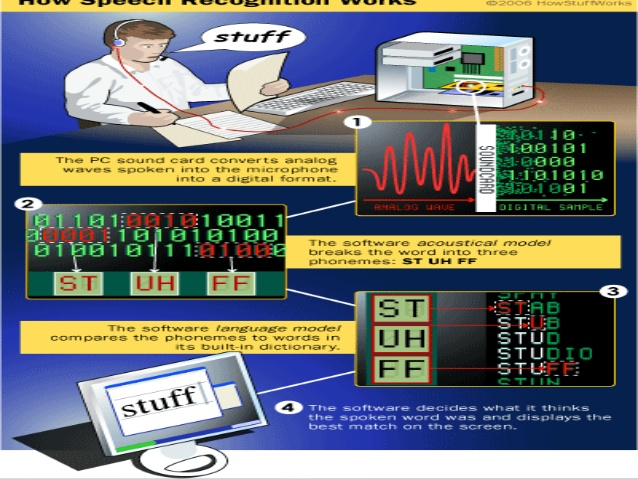 How Speech Recognition Works
©2006 HowStuffWorks
stuff
1
The PC sound card converts analog
waves spoken into the microphone
into a digital format.
SOUNDCARD
ANALOG WAVE
DIGITAL SAMPLE
2
ST UH FF
The software acoustical model
breaks the word into three
phonemes: ST UH FF
3
ST
UH
FF
STAB
STUB
STUD
STUDIO
STUFF
STUN
The software language model
compares the phonemes to words in
its built-in dictionary.
stuff
4 The software decides what it thinks
the spoken word was and displays the
best match on the screen.